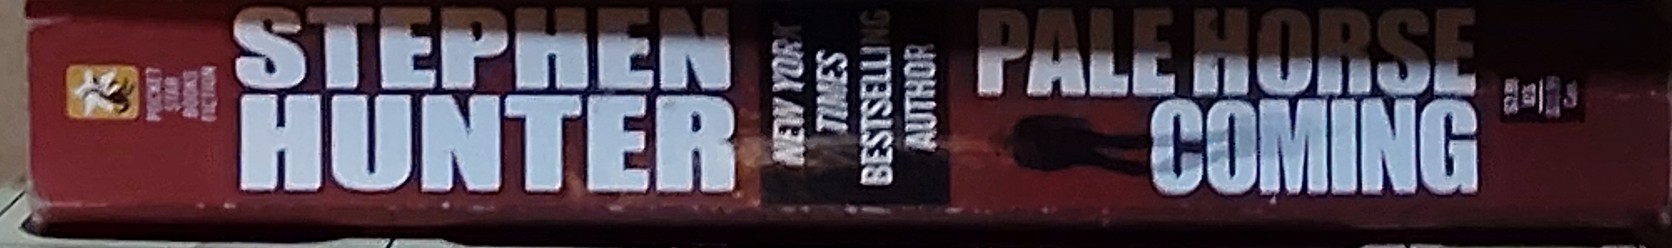 POCKET
STAR
BOOKS
FICTION
STEPHEN
HUNTER
NEW YORK
TIMES
BESTSELLING
AUTHOR
PALE HORSE
COMING